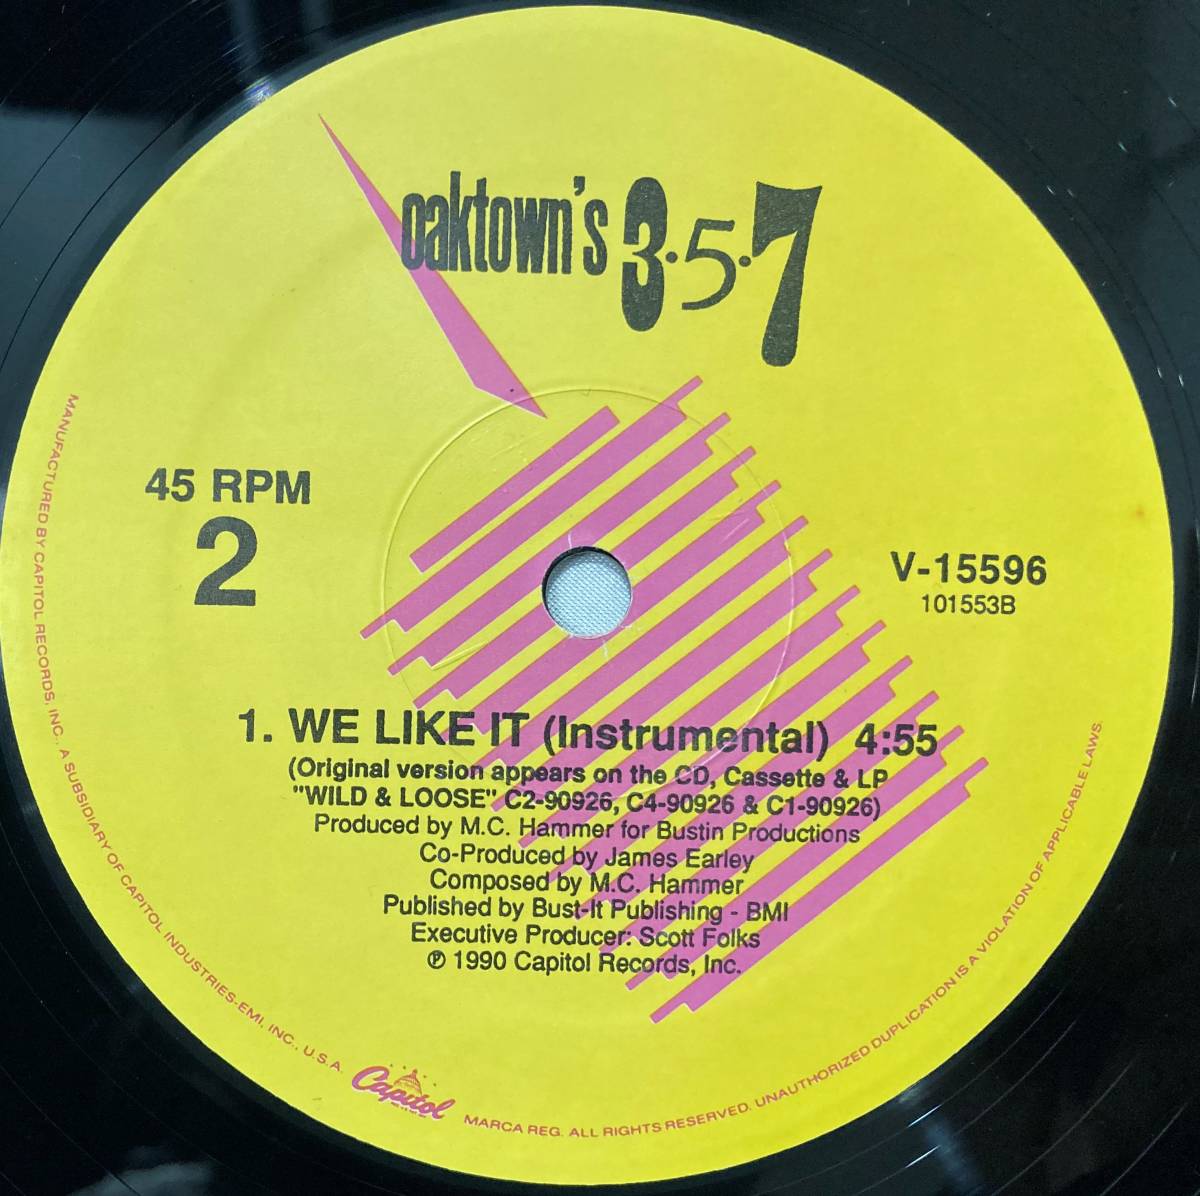 oaktown's 3·5·7
45 RPM
2
V-15596
101553B
1. WE LIKE IT (Instrumental) 4:55
(Original version appears on the CD, Cassette & LP
"WILD & LOOSE" C2-90926, C4-90926 & C1-90926)
Produced by M.C. Hammer for Bustin Productions
Co-Produced by James Earley
Composed by M.C. Hammer
Published by Bust-It Publishing - BMI
Executive Producer: Scott Folks
℗ 1990 Capitol Records, Inc.
MANUFACTURED BY CAPITOL RECORDS, INC., A SUBSIDIARY OF CAPITOL INDUSTRIES-EMI, INC., U.S.A. Capitol MARCA REG. ALL RIGHTS RESERVED. UNAUTHORIZED DUPLICATION IS A VIOLATION OF APPLICABLE LAWS.